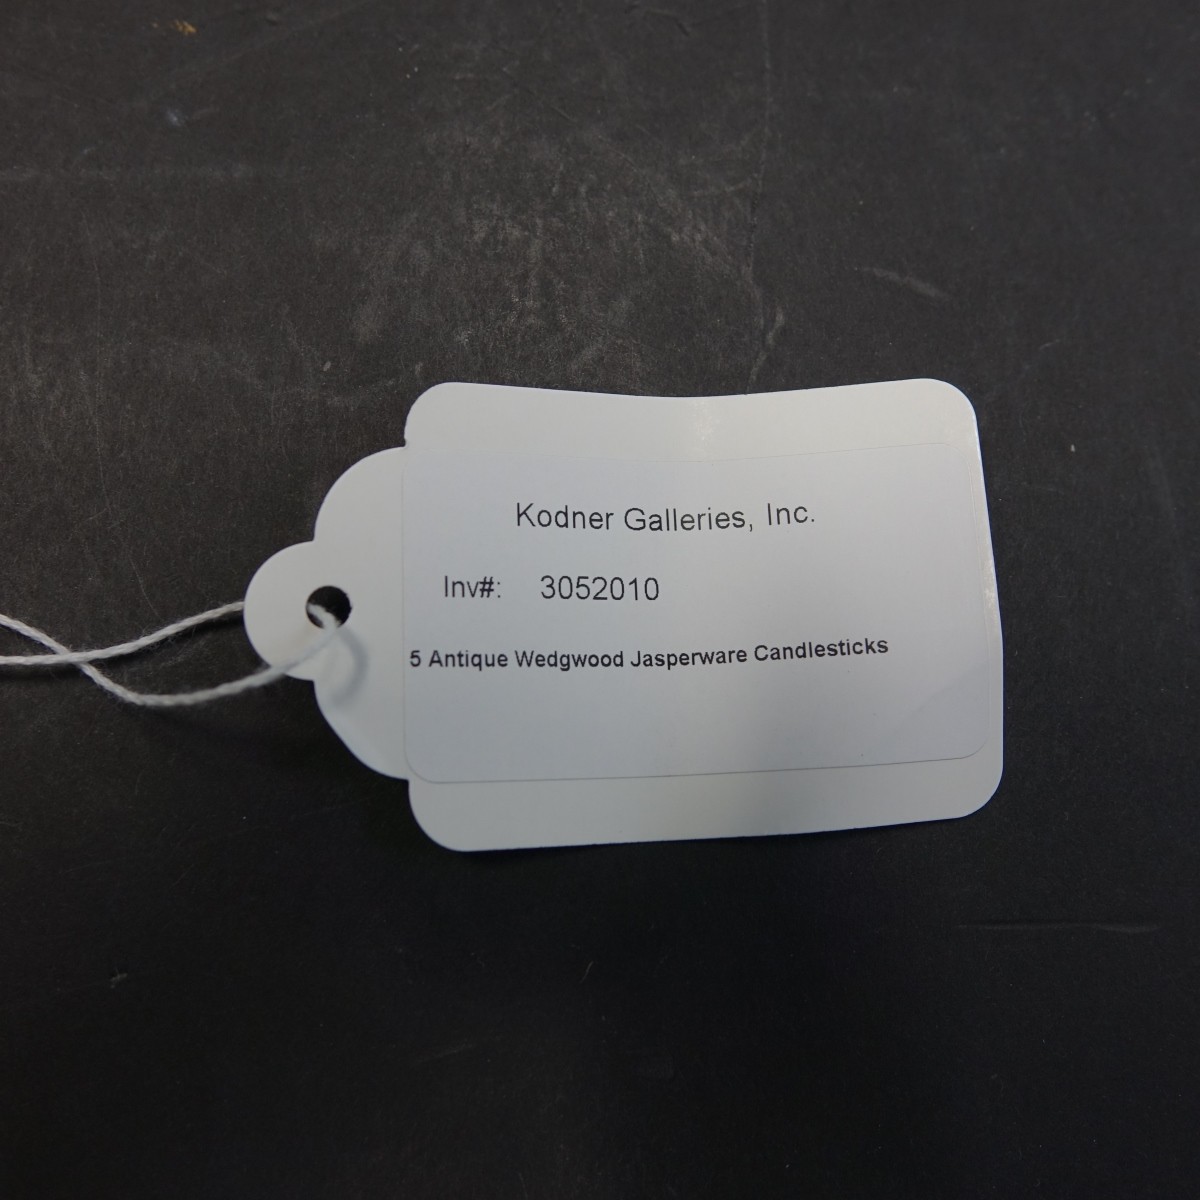 Kodner Galleries, Inc.
Inv#: 3052010
5 Antique Wedgwood Jasperware Candlesticks